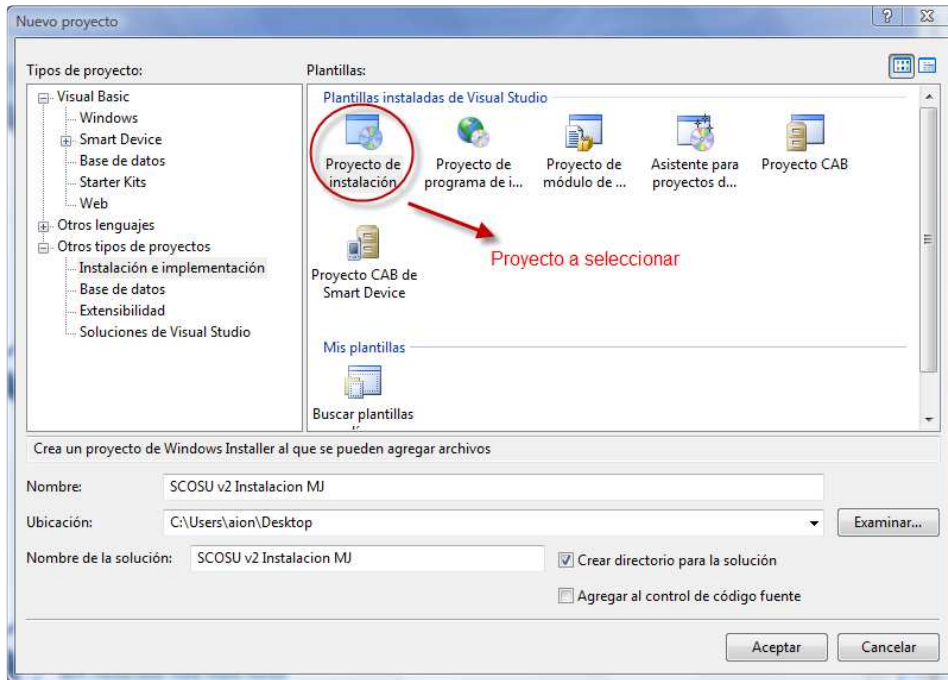 Nuevo proyecto
Tipos de proyecto:
Plantillas:
Visual Basic
Windows
Smart Device
Base de datos
Starter Kits
Web
Otros lenguajes
Otros tipos de proyectos
Instalación e implementación
Base de datos
Extensibilidad
Soluciones de Visual Studio
Plantillas instaladas de Visual Studio
Proyecto de
instalación
Proyecto de
programa de i...
Proyecto de
módulo de ...
Asistente para
proyectos d...
Proyecto CAB
Proyecto CAB de
Smart Device
Proyecto a seleccionar
Mis plantillas
Buscar plantillas
Crea un proyecto de Windows Installer al que se pueden agregar archivos
Nombre:
SCOSU v2 Instalacion MJ
Ubicación:
C:\Users\aion\Desktop
Examinar...
Nombre de la solución:
SCOSU v2 Instalacion MJ
Crear directorio para la solución
Agregar al control de código fuente
Aceptar
Cancelar